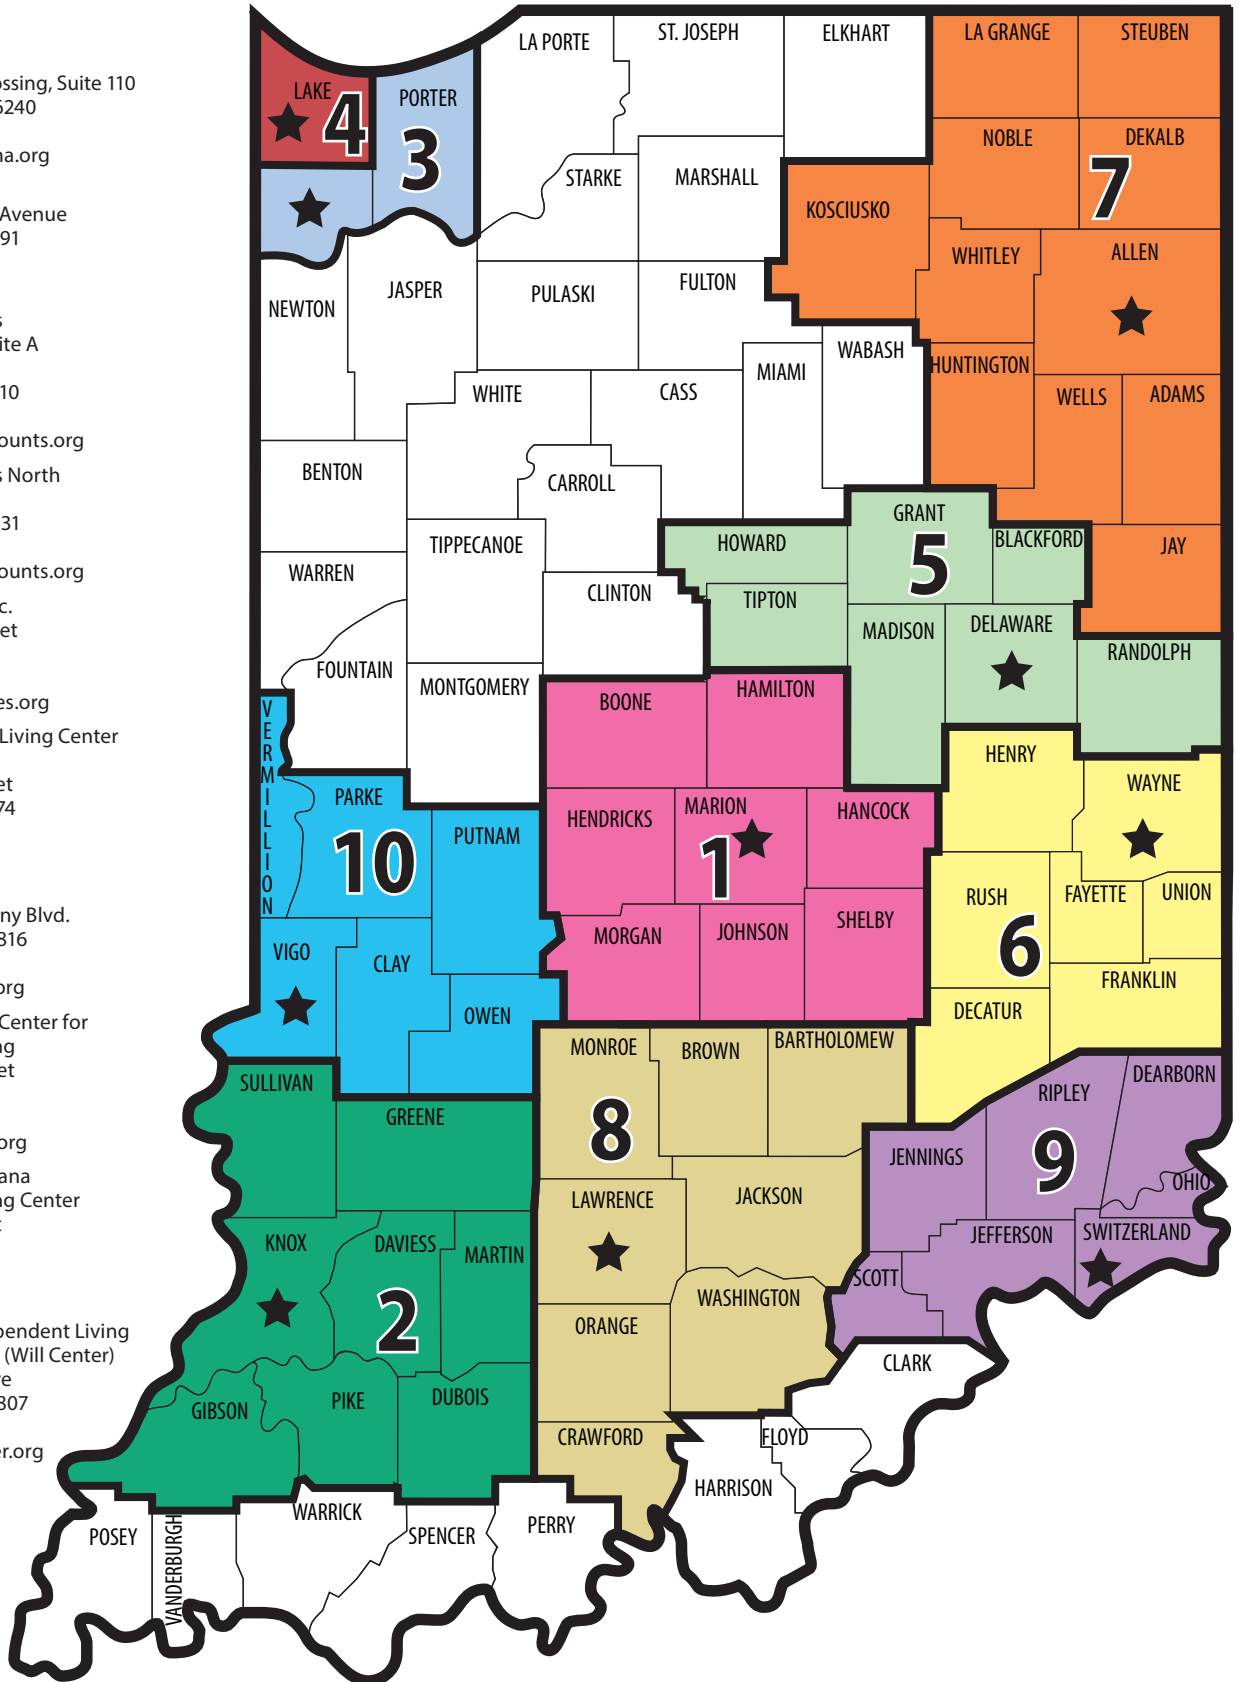 ossing, Suite 110
6240
na.org
Avenue
91
s
ite A
10
ounts.org
s North
31
ounts.org
c.
et
es.org
Living Center
et
74
ny Blvd.
816
org
Center for
ng
et
org
ana
ng Center
t
pendent Living
(Will Center)
ve
807
er.org
LA PORTE
ST. JOSEPH
ELKHART
LA GRANGE
STEUBEN
LAKE
4
PORTER
3
NOBLE
DEKALB
7
STARKE
MARSHALL
KOSCIUSKO
WHITLEY
ALLEN
NEWTON
JASPER
PULASKI
FULTON
WABASH
MIAMI
HUNTINGTON
WHITE
CASS
WELLS
ADAMS
BENTON
CARROLL
GRANT
5
BLACKFORD
JAY
TIPPECANOE
HOWARD
WARREN
CLINTON
TIPTON
MADISON
DELAWARE
RANDOLPH
FOUNTAIN
MONTGOMERY
BOONE
HAMILTON
VERMILLION
HENRY
WAYNE
PARKE
10
PUTNAM
HENDRICKS
MARION
1
HANCOCK
RUSH
FAYETTE
UNION
6
VIGO
CLAY
MORGAN
JOHNSON
SHELBY
FRANKLIN
OWEN
DECATUR
MONROE
BROWN
BARTHOLOMEW
SULLIVAN
GREENE
8
RIPLEY
DEARBORN
9
JENNINGS
OHIO
LAWRENCE
JACKSON
KNOX
DAVIESS
MARTIN
JEFFERSON
SWITZERLAND
2
SCOTT
WASHINGTON
ORANGE
CLARK
GIBSON
PIKE
DUBOIS
CRAWFORD
FLOYD
HARRISON
POSEY
VANDERBURGH
WARRICK
SPENCER
PERRY